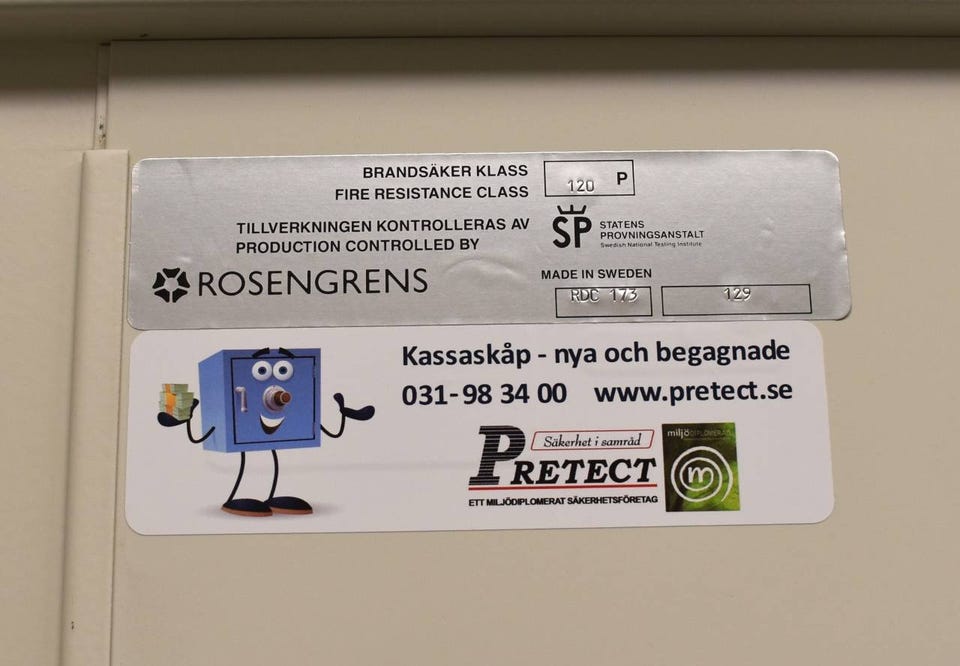 BRANDSÄKER KLASS
FIRE RESISTANCE CLASS
120 P
TILLVERKNINGEN KONTROLLERAS AV
PRODUCTION CONTROLLED BY
SP STATENS
PROVNINGSANSTALT
Swedish National Testing Institute
ROSENGRENS
MADE IN SWEDEN
RDC 173 129
Kassaskåp - nya och begagnade
031-98 34 00 www.pretect.se
Säkerhet i samråd
PRETECT
ETT MILJÖDIPLOMERAT SÄKERHETSFÖRETAG
miljöDIPLOMERAD
m